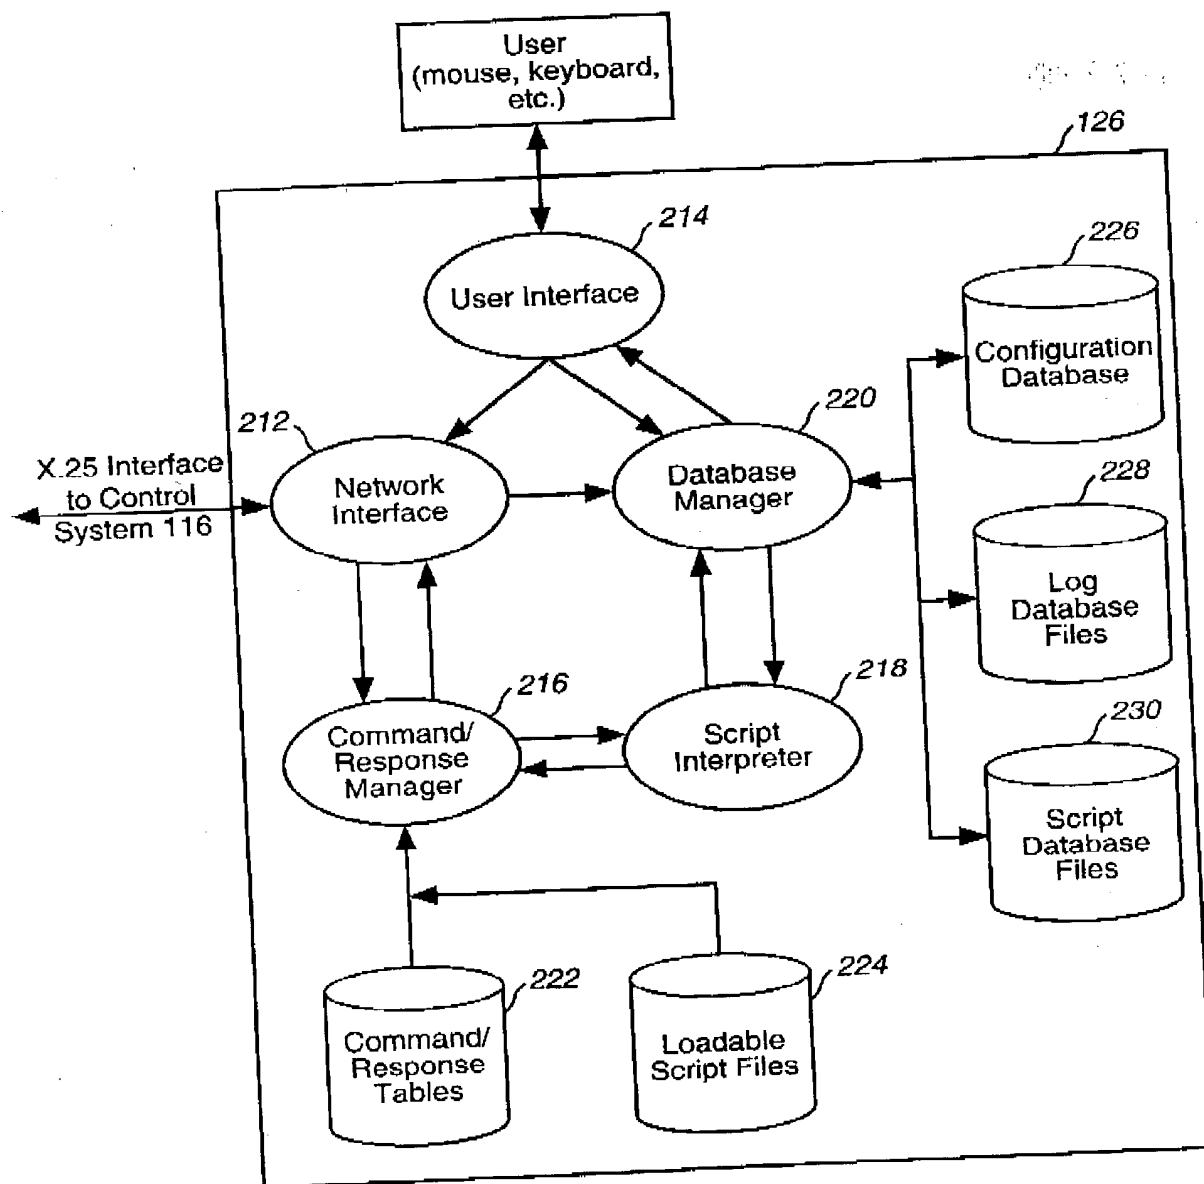 User
(mouse, keyboard,
etc.)
126
214
User Interface
226
Configuration
Database
212
220
X.25 Interface
to Control
System 116
Network
Interface
Database
Manager
228
Log
Database
Files
216
218
Command/
Response
Manager
Script
Interpreter
230
Script
Database
Files
222
224
Command/
Response
Tables
Loadable
Script Files